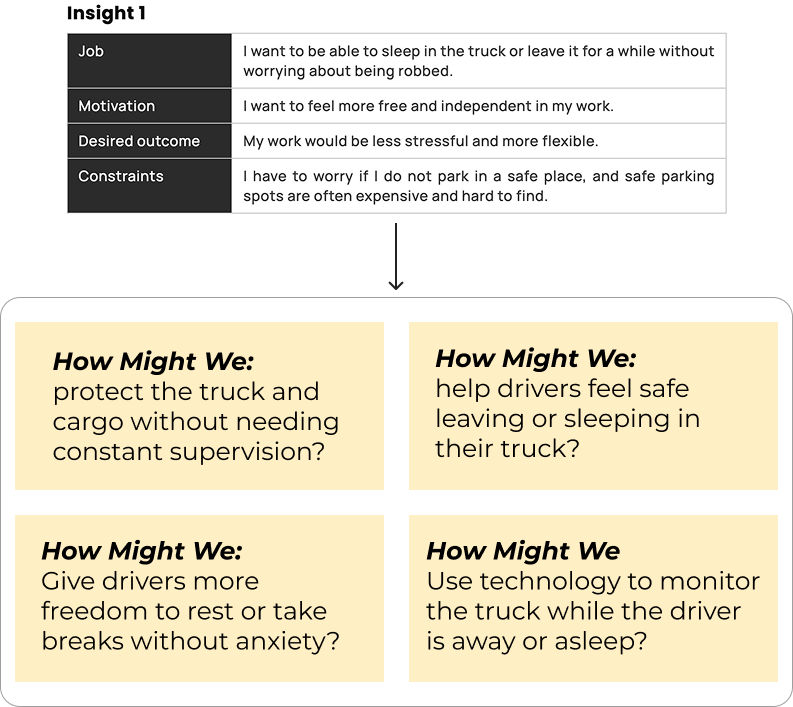 Insight 1
Job
I want to be able to sleep in the truck or leave it for a while without
worrying about being robbed.
Motivation
I want to feel more free and independent in my work.
Desired outcome
My work would be less stressful and more flexible.
Constraints
I have to worry if I do not park in a safe place, and safe parking
spots are often expensive and hard to find.
How Might We:
protect the truck and
cargo without needing
constant supervision?
How Might We:
help drivers feel safe
leaving or sleeping in
their truck?
How Might We:
Give drivers more
freedom to rest or take
breaks without anxiety?
How Might We
Use technology to monitor
the truck while the driver
is away or asleep?